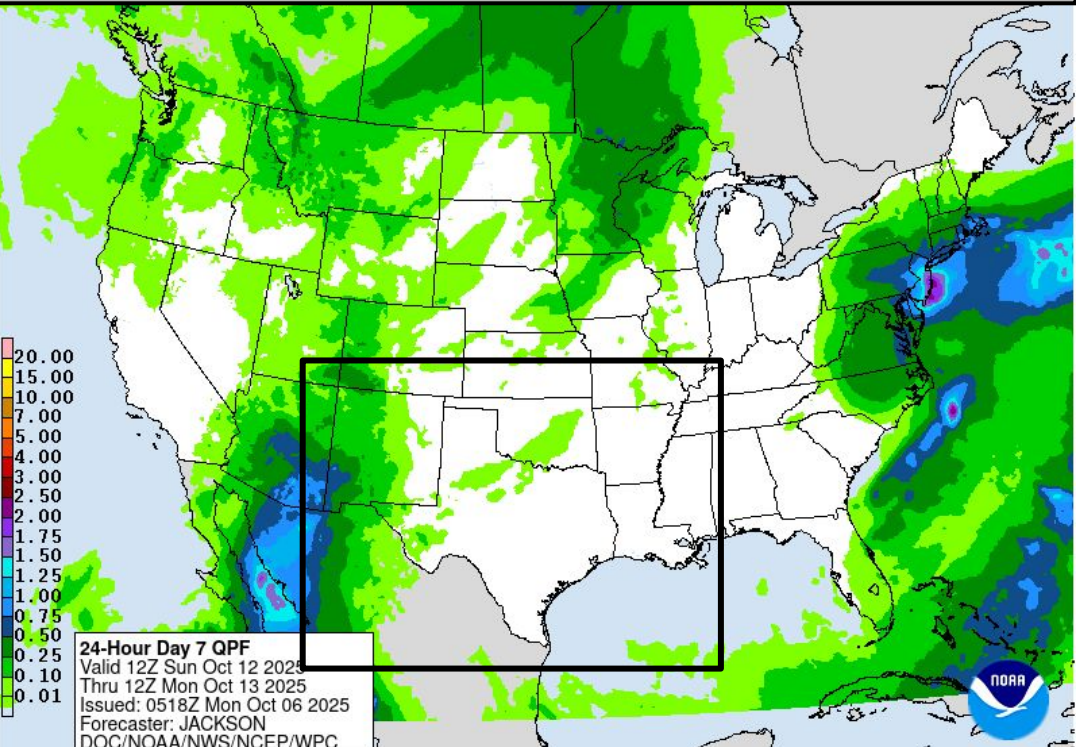 20.00
15.00
10.00
7.00
5.00
4.00
3.00
2.50
2.00
1.75
1.50
1.25
1.00
0.75
0.50
0.25
0.10
0.01
24-Hour Day 7 QPF
Valid 12Z Sun Oct 12 2025
Thru 12Z Mon Oct 13 2025
Issued: 0518Z Mon Oct 06 2025
Forecaster: JACKSON
DOC/NOAA/NWS/NCEP/WPC
NOAA